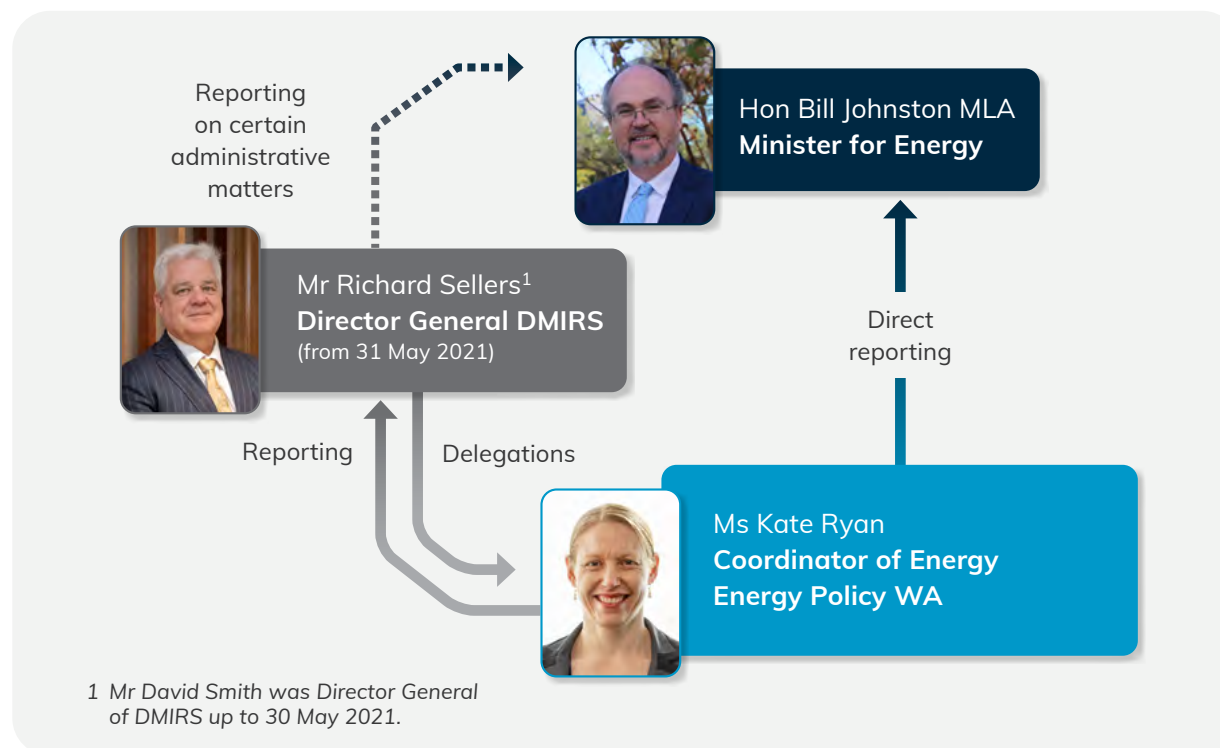 Reporting
on certain
administrative
matters
Hon Bill Johnston MLA
Minister for Energy
Mr Richard Sellers1
Director General DMIRS
(from 31 May 2021)
Direct
reporting
Reporting
Delegations
Ms Kate Ryan
Coordinator of Energy
Energy Policy WA
1 Mr David Smith was Director General
of DMIRS up to 30 May 2021.